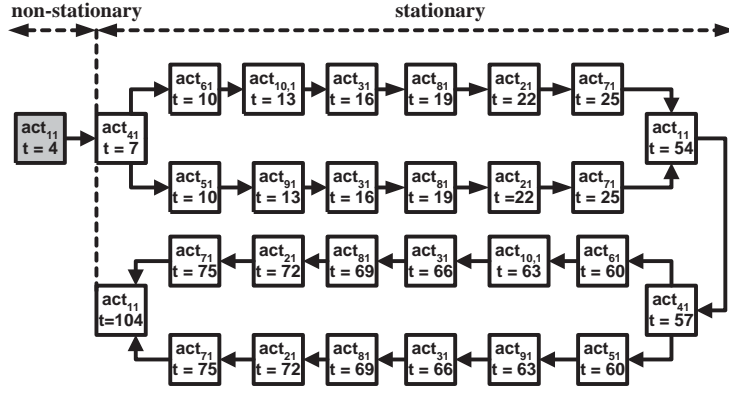 non-stationary stationary
act61 act10,1 act31 act81 act21 act71
t = 10 t = 13 t = 16 t = 19 t = 22 t = 25
act11 act41 act11
t = 4 t = 7 t = 54
act51 act91 act31 act81 act21 act71
t = 10 t = 13 t = 16 t = 19 t =22 t = 25
act71 act21 act81 act31 act10,1 act61
t = 75 t = 72 t = 69 t = 66 t = 63 t = 60
act11 act41
t=104 t = 57
act71 act21 act81 act31 act91 act51
t = 75 t = 72 t = 69 t = 66 t = 63 t = 60